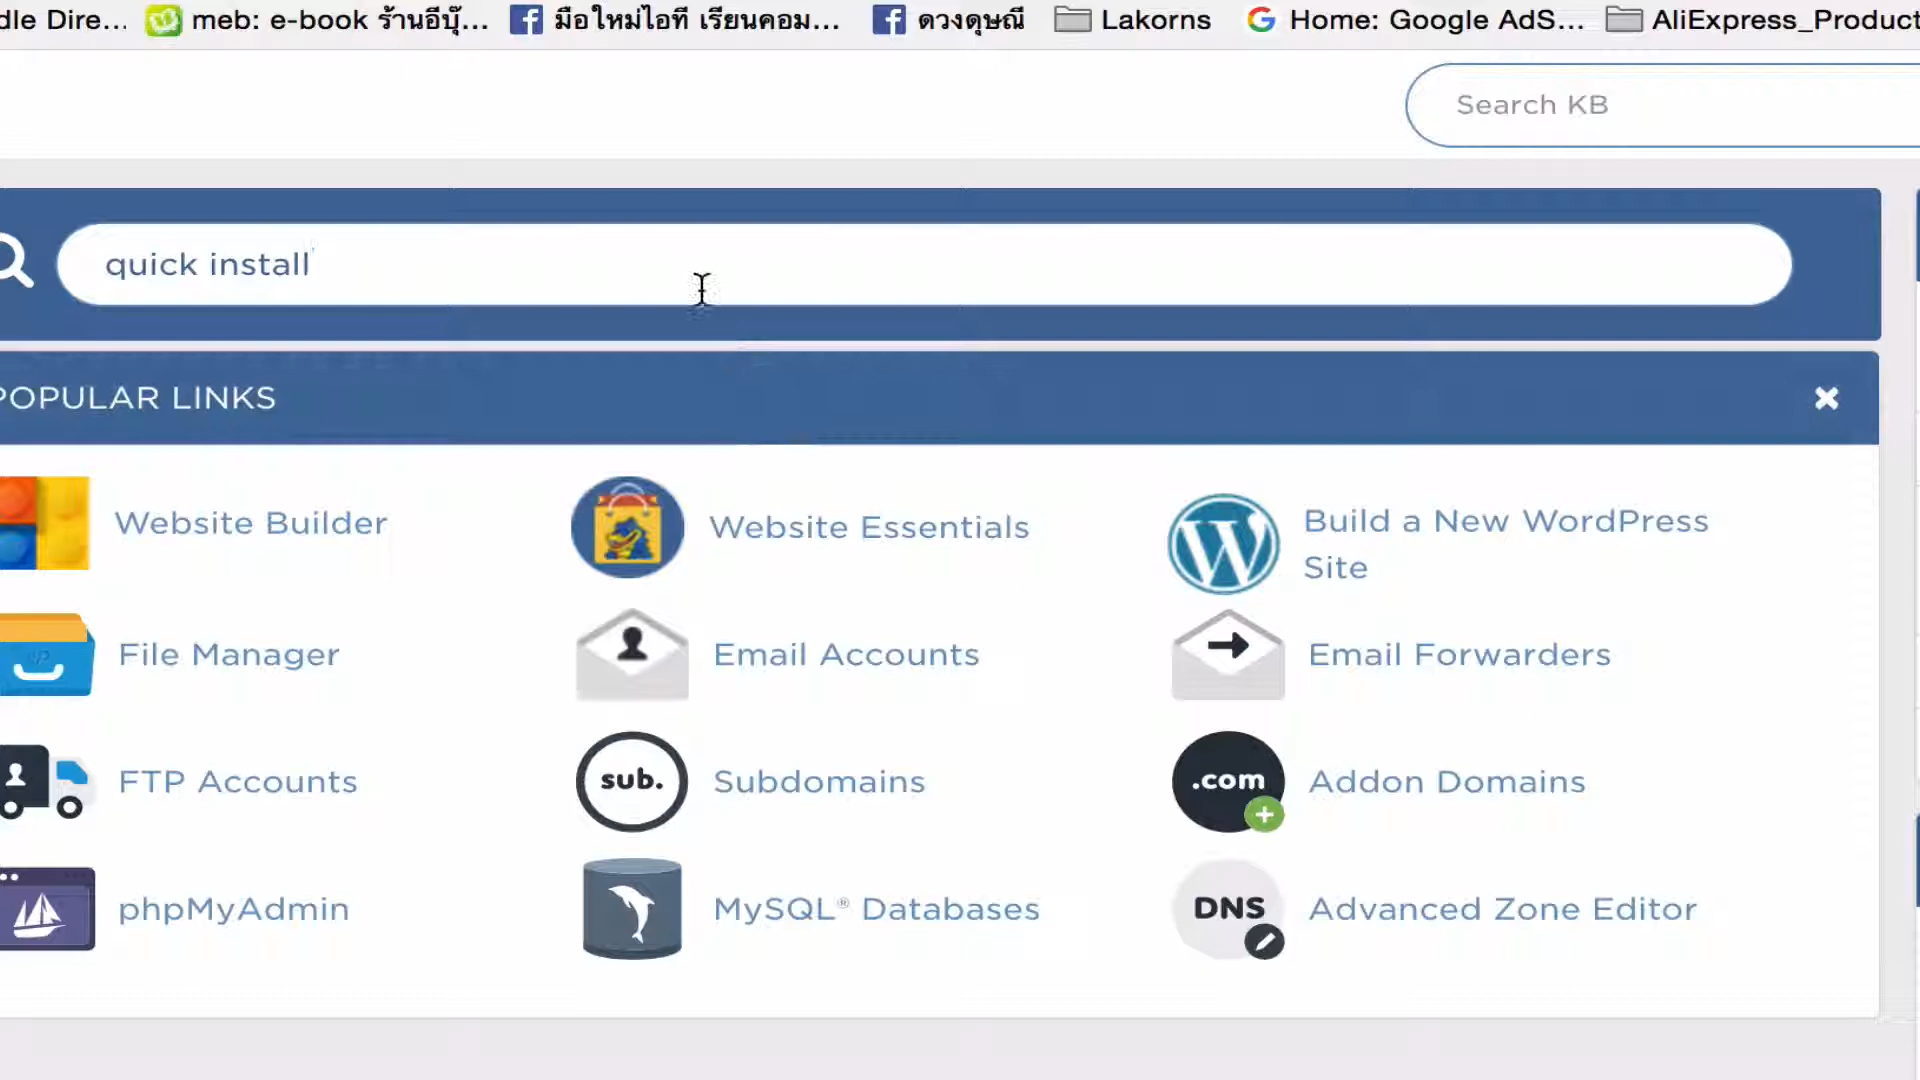 dle Dire... meb: e-book ร้านอีบุ๊... มือใหม่ไอที เรียนคอม... ดวงดุษณี Lakorns Home: Google AdS... AliExpress_Product
Search KB
quick install
POPULAR LINKS
Website Builder
Website Essentials
Build a New WordPress
Site
File Manager
Email Accounts
Email Forwarders
FTP Accounts
sub.
Subdomains
.com
Addon Domains
phpMyAdmin
MySQL® Databases
DNS
Advanced Zone Editor